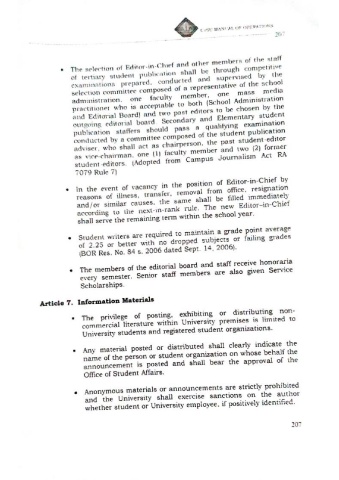 MANUAL OF OPERATIONS
207
• The selection of Editor-in-Chief and other members of the staff
of tertiary student publication shall be through competitive
examinations prepared, conducted and supervised by the
selection committee composed of a representative of the school
administration, one faculty member, one mass media
practitioner who is acceptable to both (School Administration
and Editorial Board) and two past editors to be chosen by the
outgoing editorial board. Secondary and Elementary student
publication staffers should pass a qualifying examination
conducted by a committee composed of the student publication
adviser, who shall act as chairperson, the past student editor
as vice-chairman, one (1) faculty member and two (2) former
student-editors. (Adopted from Campus Journalism Act RA
7079 Rule 7)
• In the event of vacancy in the position of Editor-in-Chief by
reasons of illness, transfer, removal from office, resignation
and/or similar causes, the same shall be filled immediately
according to the next-in-rank rule. The new Editor-in-Chief
shall serve the remaining term within the school year.
• Student writers are required to maintain a grade point average
of 2.25 or better with no dropped subjects or failing grades
(BOR Res. No. 84 s. 2006 dated Sept. 14, 2006).
• The members of the editorial board and staff receive honoraria
every semester. Senior staff members are also given Service
Scholarships.
Article 7. Information Materials
• The privilege of posting, exhibiting or distributing non-
commercial literature within University premises is limited to
University students and registered student organizations.
• Any material posted or distributed shall clearly indicate the
name of the person or student organization on whose behalf the
announcement is posted and shall bear the approval of the
Office of Student Affairs.
• Anonymous materials or announcements are strictly prohibited
and the University shall exercise sanctions on the author
whether student or University employee, if positively identified.
207